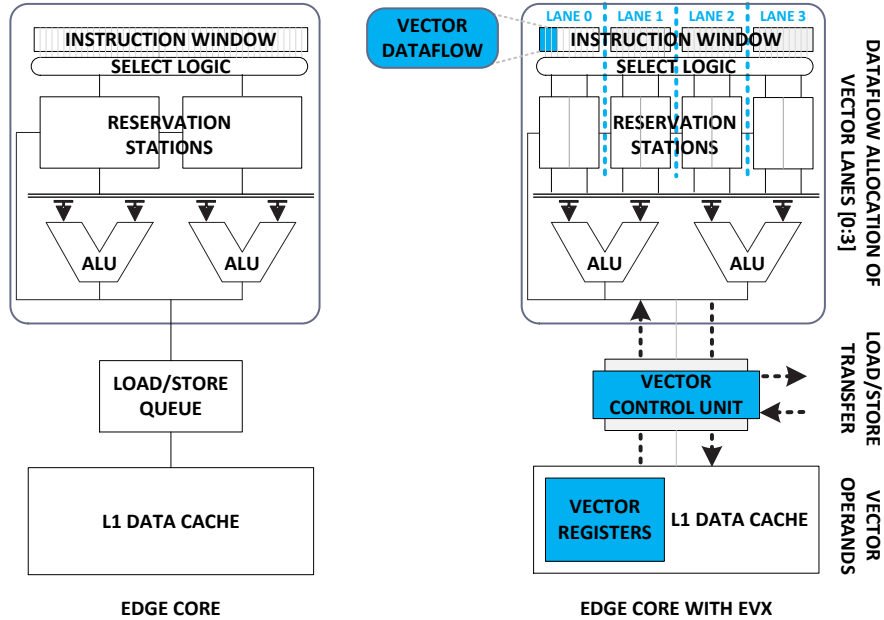 INSTRUCTION WINDOW
SELECT LOGIC
RESERVATION
STATIONS
ALU
ALU
LOAD/STORE
QUEUE
L1 DATA CACHE
EDGE CORE
VECTOR
DATAFLOW
LANE 0
LANE 1
LANE 2
LANE 3
INSTRUCTION WINDOW
SELECT LOGIC
RESERVATION
STATIONS
ALU
ALU
VECTOR
CONTROL UNIT
VECTOR
REGISTERS
L1 DATA CACHE
EDGE CORE WITH EVX
DATAFLOW ALLOCATION OF
VECTOR LANES [0:3]
LOAD/STORE
TRANSFER
VECTOR
OPERANDS